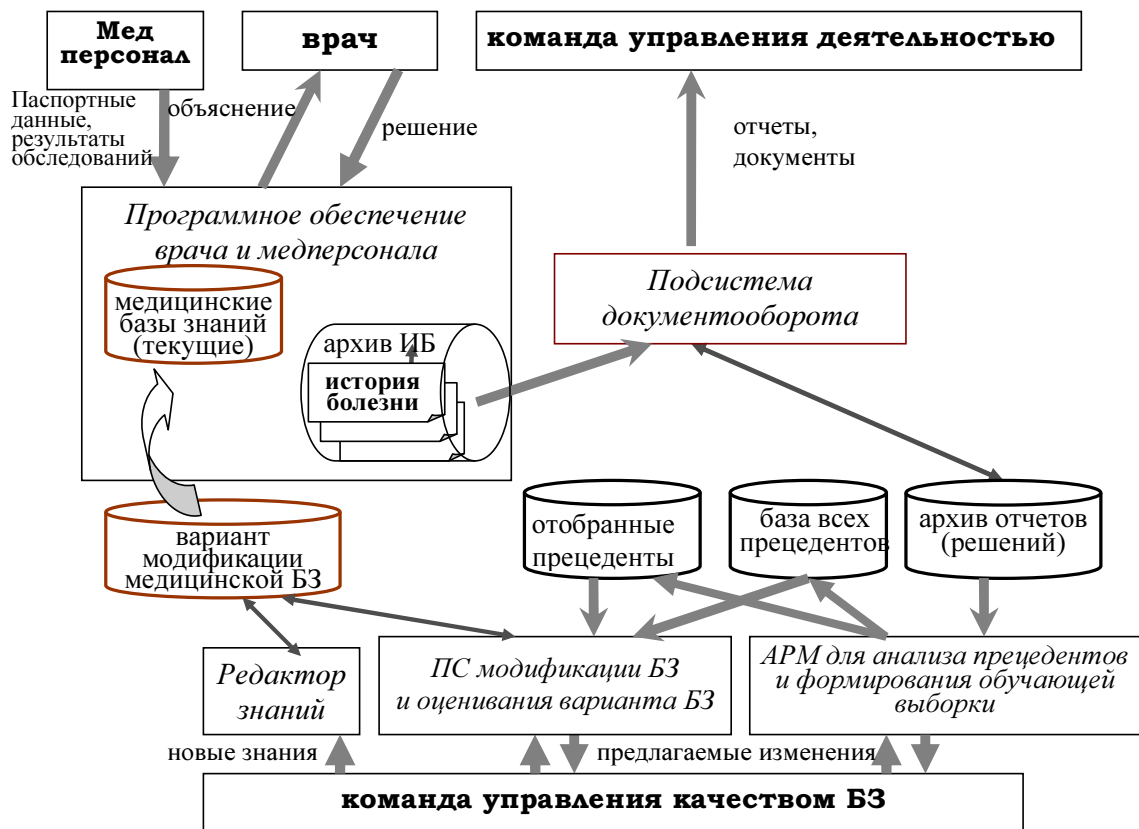 Мед
персонал
врач
команда управления деятельностью
Паспортные
данные,
результаты
обследований
объяснение
решение
отчеты,
документы
Программное обеспечение
врача и медперсонала
медицинские
базы знаний
(текущие)
архив ИБ
история
болезни
Подсистема
документооборота
вариант
модификации
медицинской БЗ
отобранные
прецеденты
база всех
прецедентов
архив отчетов
(решений)
Редактор
знаний
ПС модификации БЗ
и оценивания варианта БЗ
АРМ для анализа прецедентов
и формирования обучающей
выборки
новые знания
предлагаемые изменения
команда управления качеством БЗ